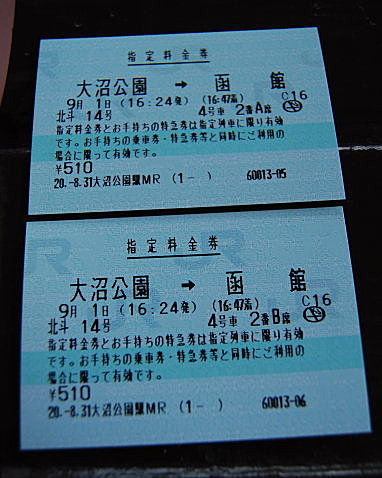 指定料金券
大沼公園 → 函館
9月 1日 (16:24発) (16:47着) C16
北斗 14号 4号車 2番A席
指定料金券とお手持ちの特急券は指定列車に限り有効
です。お手持ちの乗車券・特急券等と同時にご利用の
場合に限って有効です。
¥510
20.-8.31大沼公園駅MR (1- ) 60013-05
指定料金券
大沼公園 → 函館
9月 1日 (16:24発) (16:47着) C16
北斗 14号 4号車 2番B席
指定料金券とお手持ちの特急券は指定列車に限り有効
です。お手持ちの乗車券・特急券等と同時にご利用の
場合に限って有効です。
¥510
20.-8.31大沼公園駅MR (1- ) 60013-06